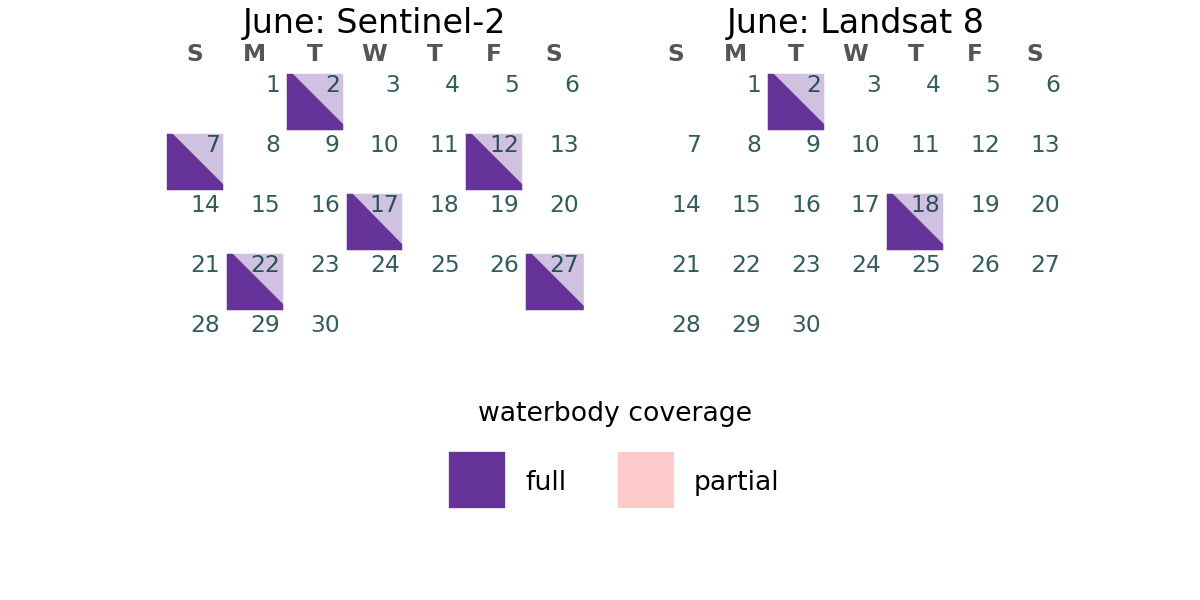 June: Sentinel-2
S M T W T F S
1 2 3 4 5 6
7 8 9 10 11 12 13
14 15 16 17 18 19 20
21 22 23 24 25 26 27
28 29 30
June: Landsat 8
S M T W T F S
1 2 3 4 5 6
7 8 9 10 11 12 13
14 15 16 17 18 19 20
21 22 23 24 25 26 27
28 29 30
waterbody coverage
full partial